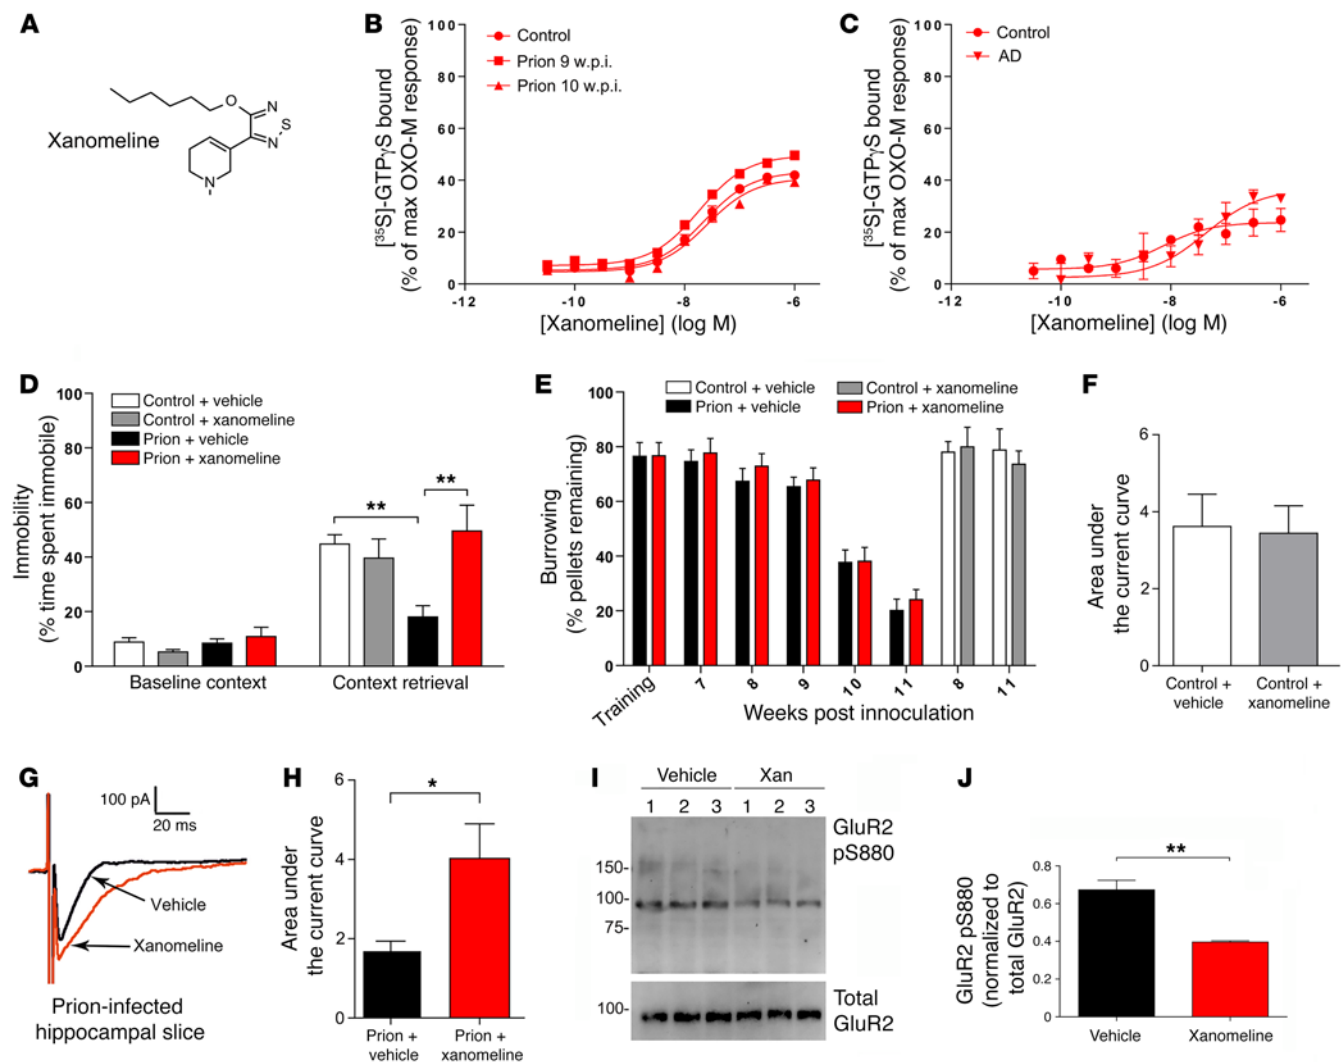 A
Xanomeline
O
N
S
N
N
B
[³⁵S]-GTPγS bound
(% of max OXO-M response)
100
80
60
40
20
0
Control
Prion 9 w.p.i.
Prion 10 w.p.i.
-12
-10
-8
-6
[Xanomeline] (log M)
C
[³⁵S]-GTPγS bound
(% of max OXO-M response)
100
80
60
40
20
0
Control
AD
-12
-10
-8
-6
[Xanomeline] (log M)
D
Immobility
(% time spent immobile)
100
80
60
40
20
0
Control + vehicle
Control + xanomeline
Prion + vehicle
Prion + xanomeline
**
**
Baseline context
Context retrieval
E
Burrowing
(% pellets remaining)
100
80
60
40
20
0
Control + vehicle
Control + xanomeline
Prion + vehicle
Prion + xanomeline
Training
7
8
9
10
11
8
11
Weeks post innoculation
F
Area under
the current curve
6
4
2
0
Control +
vehicle
Control +
xanomeline
G
100 pA
20 ms
Vehicle
Xanomeline
Prion-infected
hippocampal slice
H
Area under
the current curve
6
4
2
0
*
Prion +
vehicle
Prion +
xanomeline
I
Vehicle
Xan
1 2 3 1 2 3
GluR2
pS880
150-
100-
75-
100-
Total
GluR2
J
GluR2 pS880
(normalized to
total GluR2)
0.8
0.6
0.4
0.2
0
**
Vehicle
Xanomeline